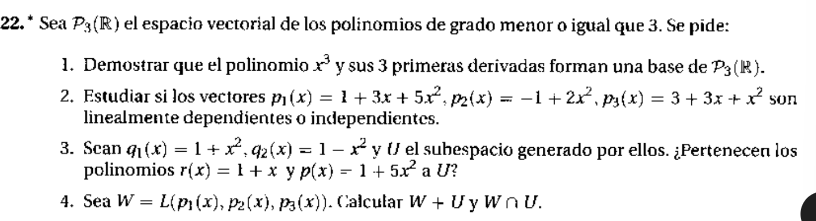 22.* Sea P₃(ℝ) el espacio vectorial de los polinomios de grado menor o igual que 3. Se pide:
1. Demostrar que el polinomio x³ y sus 3 primeras derivadas forman una base de P₃(ℝ).
2. Estudiar si los vectores p₁(x) = 1 + 3x + 5x², p₂(x) = −1 + 2x², p₃(x) = 3 + 3x + x² son
linealmente dependientes o independientes.
3. Sean q₁(x) = 1 + x², q₂(x) = 1 − x² y U el subespacio generado por ellos. ¿Pertenecen los
polinomios r(x) = 1 + x y p(x) = 1 + 5x² a U?
4. Sea W = L(p₁(x), p₂(x), p₃(x)). Calcular W + U y W ∩ U.